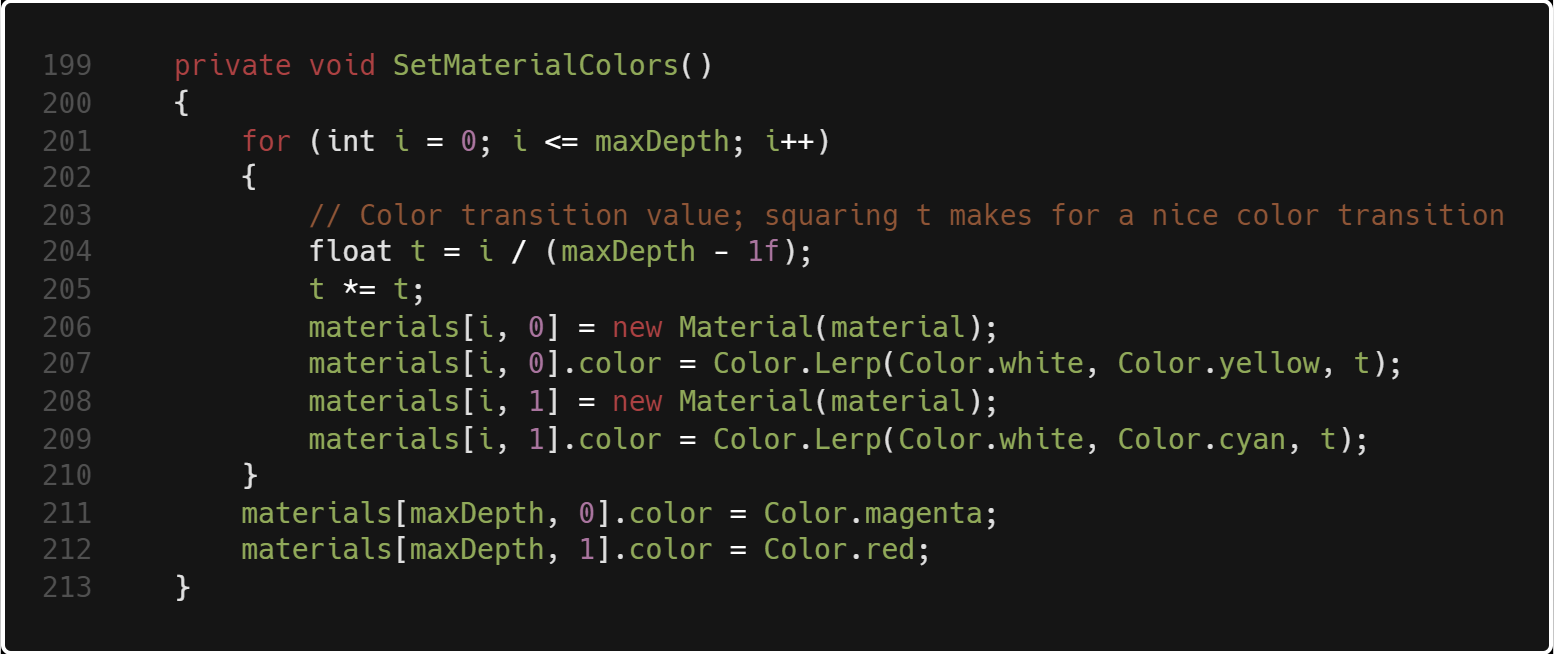 199     private void SetMaterialColors()
200     {
201         for (int i = 0; i <= maxDepth; i++)
202         {
203             // Color transition value; squaring t makes for a nice color transition
204             float t = i / (maxDepth - 1f);
205             t *= t;
206             materials[i, 0] = new Material(material);
207             materials[i, 0].color = Color.Lerp(Color.white, Color.yellow, t);
208             materials[i, 1] = new Material(material);
209             materials[i, 1].color = Color.Lerp(Color.white, Color.cyan, t);
210         }
211         materials[maxDepth, 0].color = Color.magenta;
212         materials[maxDepth, 1].color = Color.red;
213     }